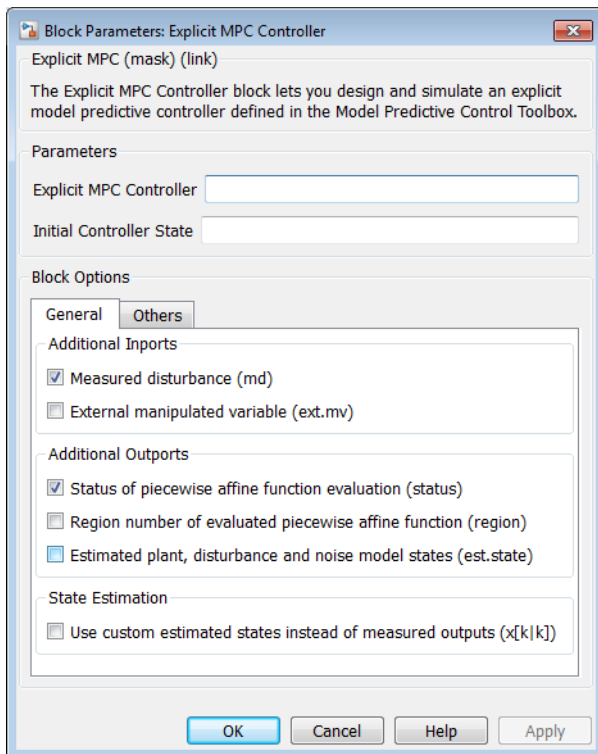 Block Parameters: Explicit MPC Controller
Explicit MPC (mask) (link)
The Explicit MPC Controller block lets you design and simulate an explicit
model predictive controller defined in the Model Predictive Control Toolbox.
Parameters
Explicit MPC Controller
Initial Controller State
Block Options
General Others
Additional Inports
Measured disturbance (md)
External manipulated variable (ext.mv)
Additional Outports
Status of piecewise affine function evaluation (status)
Region number of evaluated piecewise affine function (region)
Estimated plant, disturbance and noise model states (est.state)
State Estimation
Use custom estimated states instead of measured outputs (x[k|k])
OK Cancel Help Apply